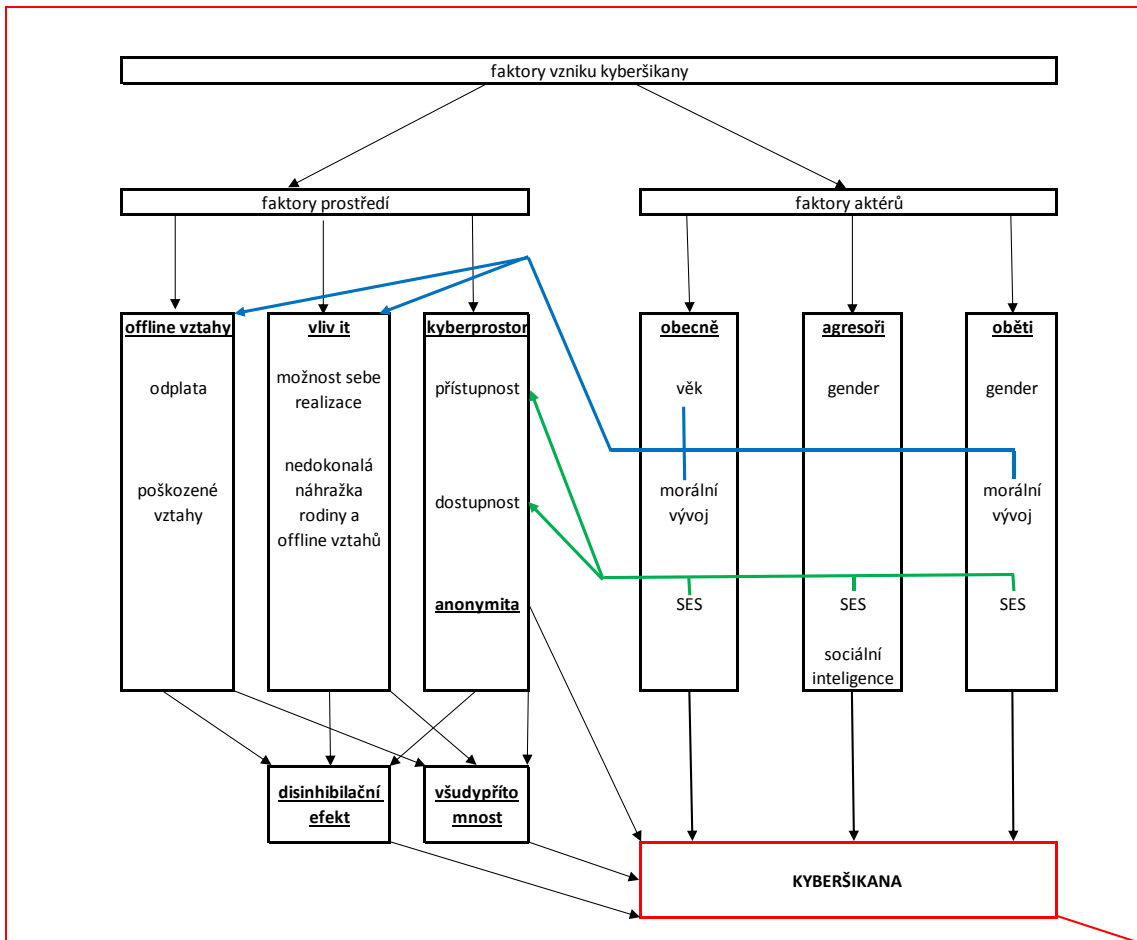 faktory vzniku kyberšikany
faktory prostředí
faktory aktérů
offline vztahy
odplata
poškozené
vztahy
vliv it
možnost sebe
realizace
nedokonalá
náhražka
rodiny a
offline vztahů
kyberprostor
přístupnost
dostupnost
anonymita
obecně
věk
morální
vývoj
SES
agresoři
gender
SES
sociální
inteligence
oběti
gender
morální
vývoj
SES
disinhibilační
efekt
všudypříto
mnost
KYBERŠIKANA